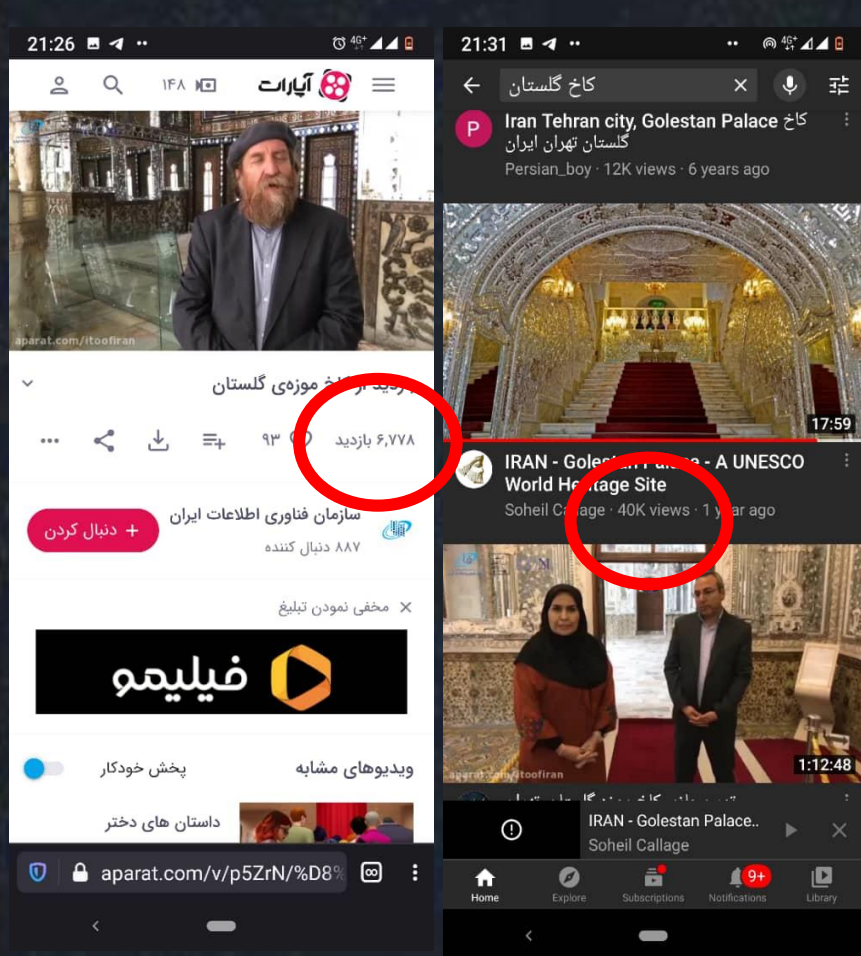 21:26
4G+
۱۴۸
آپارات
aparat.com/itoofiran
موزه‌ی گلستان
۶,۷۷۸ بازدید
۹۳
سازمان فناوری اطلاعات ایران
۸۸۷ دنبال کننده
+ دنبال کردن
× مخفی نمودن تبلیغ
فیلیمو
ویدیوهای مشابه
پخش خودکار
داستان های دختر
aparat.com/v/p5ZrN/%D8%
21:31
4G+
کاخ گلستان
P
Iran Tehran city, Golestan Palace کاخ
گلستان تهران ایران
Persian_boy · 12K views · 6 years ago
17:59
IRAN - Golestan Palace - A UNESCO
World Heritage Site
Soheil Callage · 40K views · 1 year ago
aparat.com/itoofiran
1:12:48
IRAN - Golestan Palace..
Soheil Callage
9+
Home
Explore
Subscriptions
Notifications
Library